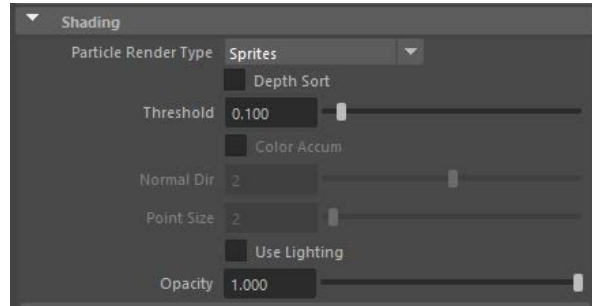 Shading
Particle Render Type Sprites
Depth Sort
Threshold 0.100
Color Accum
Normal Dir 2
Point Size 2
Use Lighting
Opacity 1.000